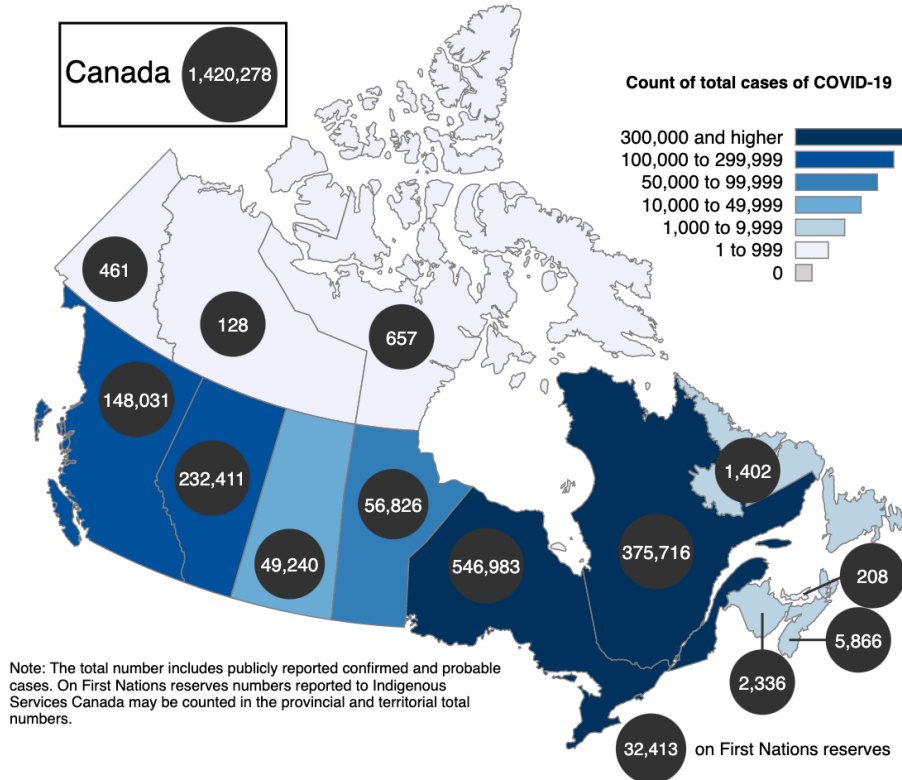 Canada 1,420,278
Count of total cases of COVID-19
300,000 and higher
100,000 to 299,999
50,000 to 99,999
10,000 to 49,999
1,000 to 9,999
1 to 999
0
461
128
657
148,031
232,411
49,240
56,826
546,983
375,716
1,402
208
5,866
2,336
Note: The total number includes publicly reported confirmed and probable
cases. On First Nations reserves numbers reported to Indigenous
Services Canada may be counted in the provincial and territorial total
numbers.
32,413 on First Nations reserves